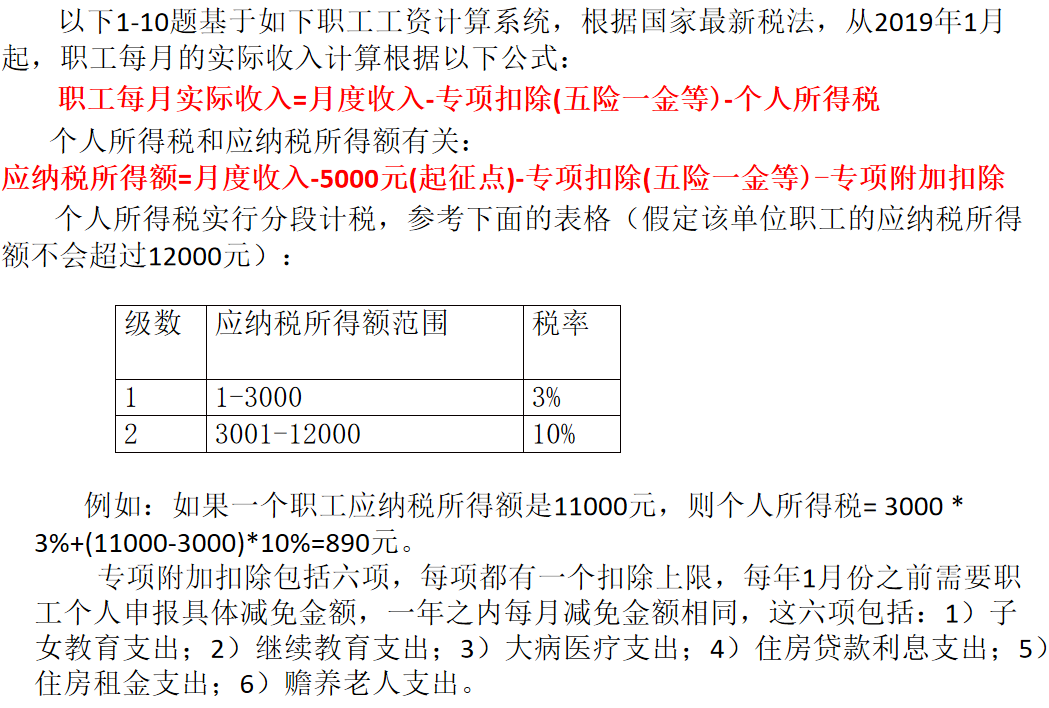 以下1-10题基于如下职工工资计算系统，根据国家最新税法，从2019年1月
起，职工每月的实际收入计算根据以下公式：
职工每月实际收入=月度收入-专项扣除(五险一金等)-个人所得税
个人所得税和应纳税所得额有关：
应纳税所得额=月度收入-5000元(起征点)-专项扣除(五险一金等)-专项附加扣除
个人所得税实行分段计税，参考下面的表格（假定该单位职工的应纳税所得
额不会超过12000元）：
级数 应纳税所得额范围 税率
1 1-3000 3%
2 3001-12000 10%
例如：如果一个职工应纳税所得额是11000元，则个人所得税= 3000 *
3%+(11000-3000)*10%=890元。
专项附加扣除包括六项，每项都有一个扣除上限，每年1月份之前需要职
工个人申报具体减免金额，一年之内每月减免金额相同，这六项包括：1）子
女教育支出；2）继续教育支出；3）大病医疗支出；4）住房贷款利息支出；5）
住房租金支出；6）赡养老人支出。